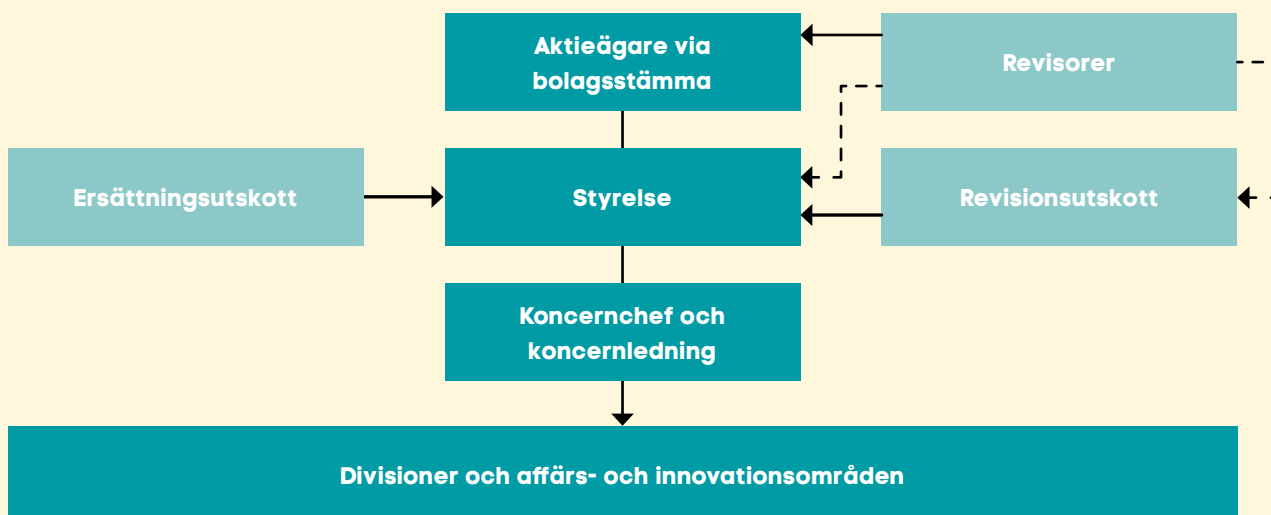 Aktieägare via
bolagsstämma
Revisorer
Ersättningsutskott
Styrelse
Revisionsutskott
Koncernchef och
koncernledning
Divisioner och affärs- och innovationsområden